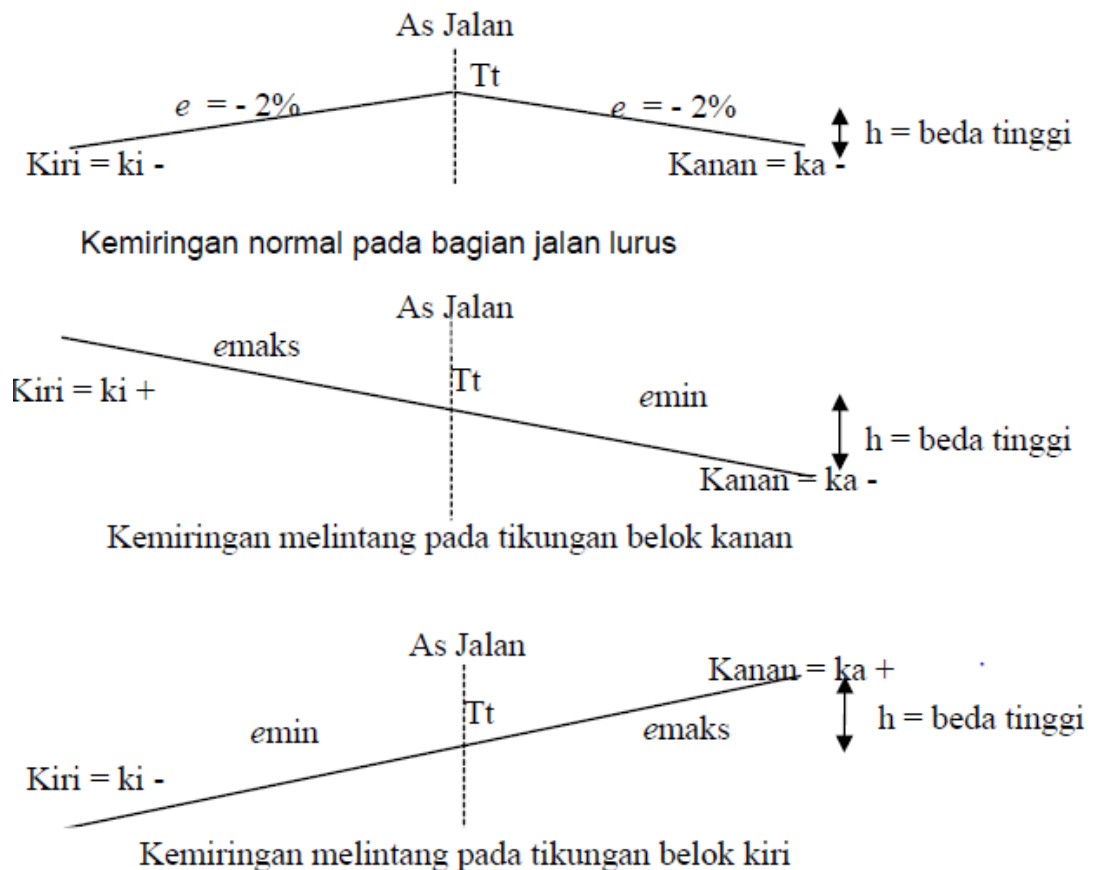 As Jalan
Tt
e = - 2%
e = - 2%
h = beda tinggi
Kiri = ki -
Kanan = ka -
Kemiringan normal pada bagian jalan lurus
As Jalan
emaks
Tt
Kiri = ki +
emin
h = beda tinggi
Kanan = ka -
Kemiringan melintang pada tikungan belok kanan
As Jalan
Kanan = ka +
Tt
emin
emaks
h = beda tinggi
Kiri = ki -
Kemiringan melintang pada tikungan belok kiri